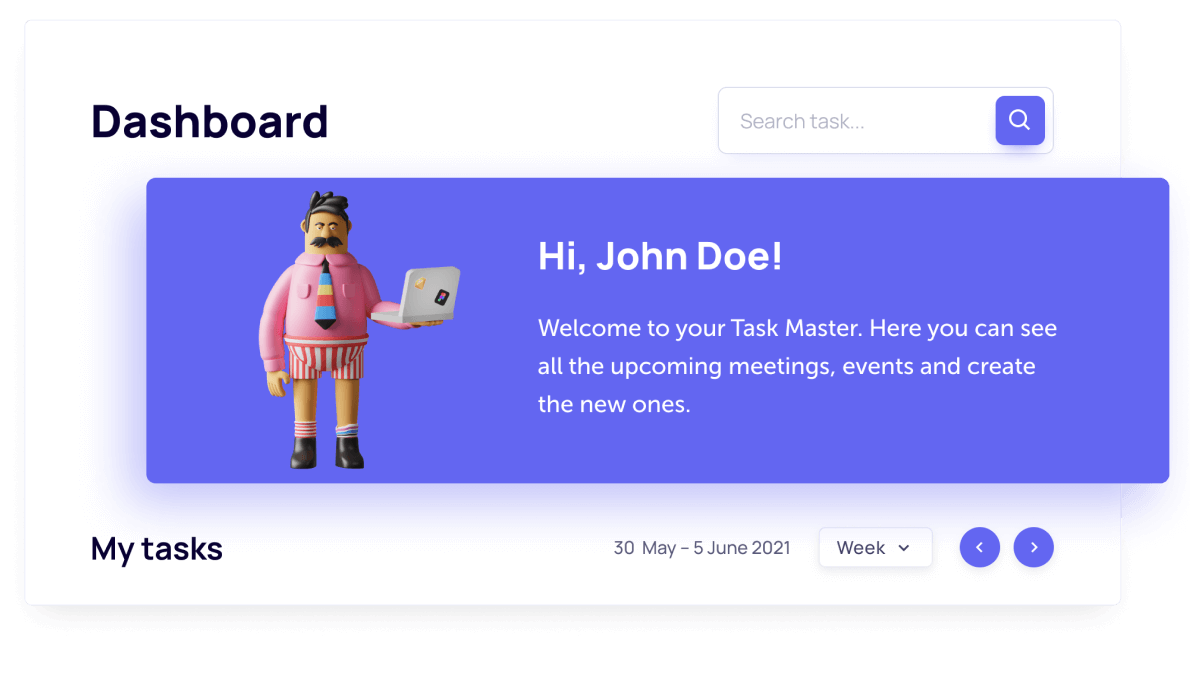 Dashboard
Search task...
Hi, John Doe!
Welcome to your Task Master. Here you can see
all the upcoming meetings, events and create
the new ones.
My tasks
30 May – 5 June 2021
Week